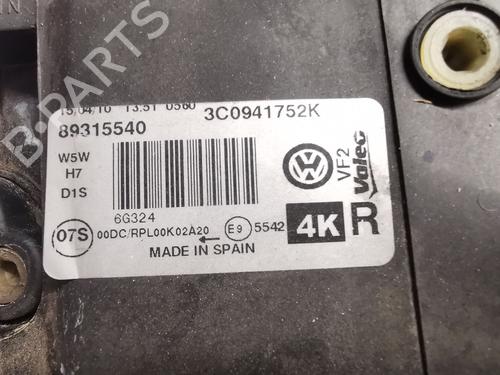 B-PARTS
15/04/10 13.51 0560
3C0941752K
89315540
W5W
H7
D1S
VF2
Valeo
6G324
07S
00DC/RPL00K02A20
E9
5542
4K
R
MADE IN SPAIN